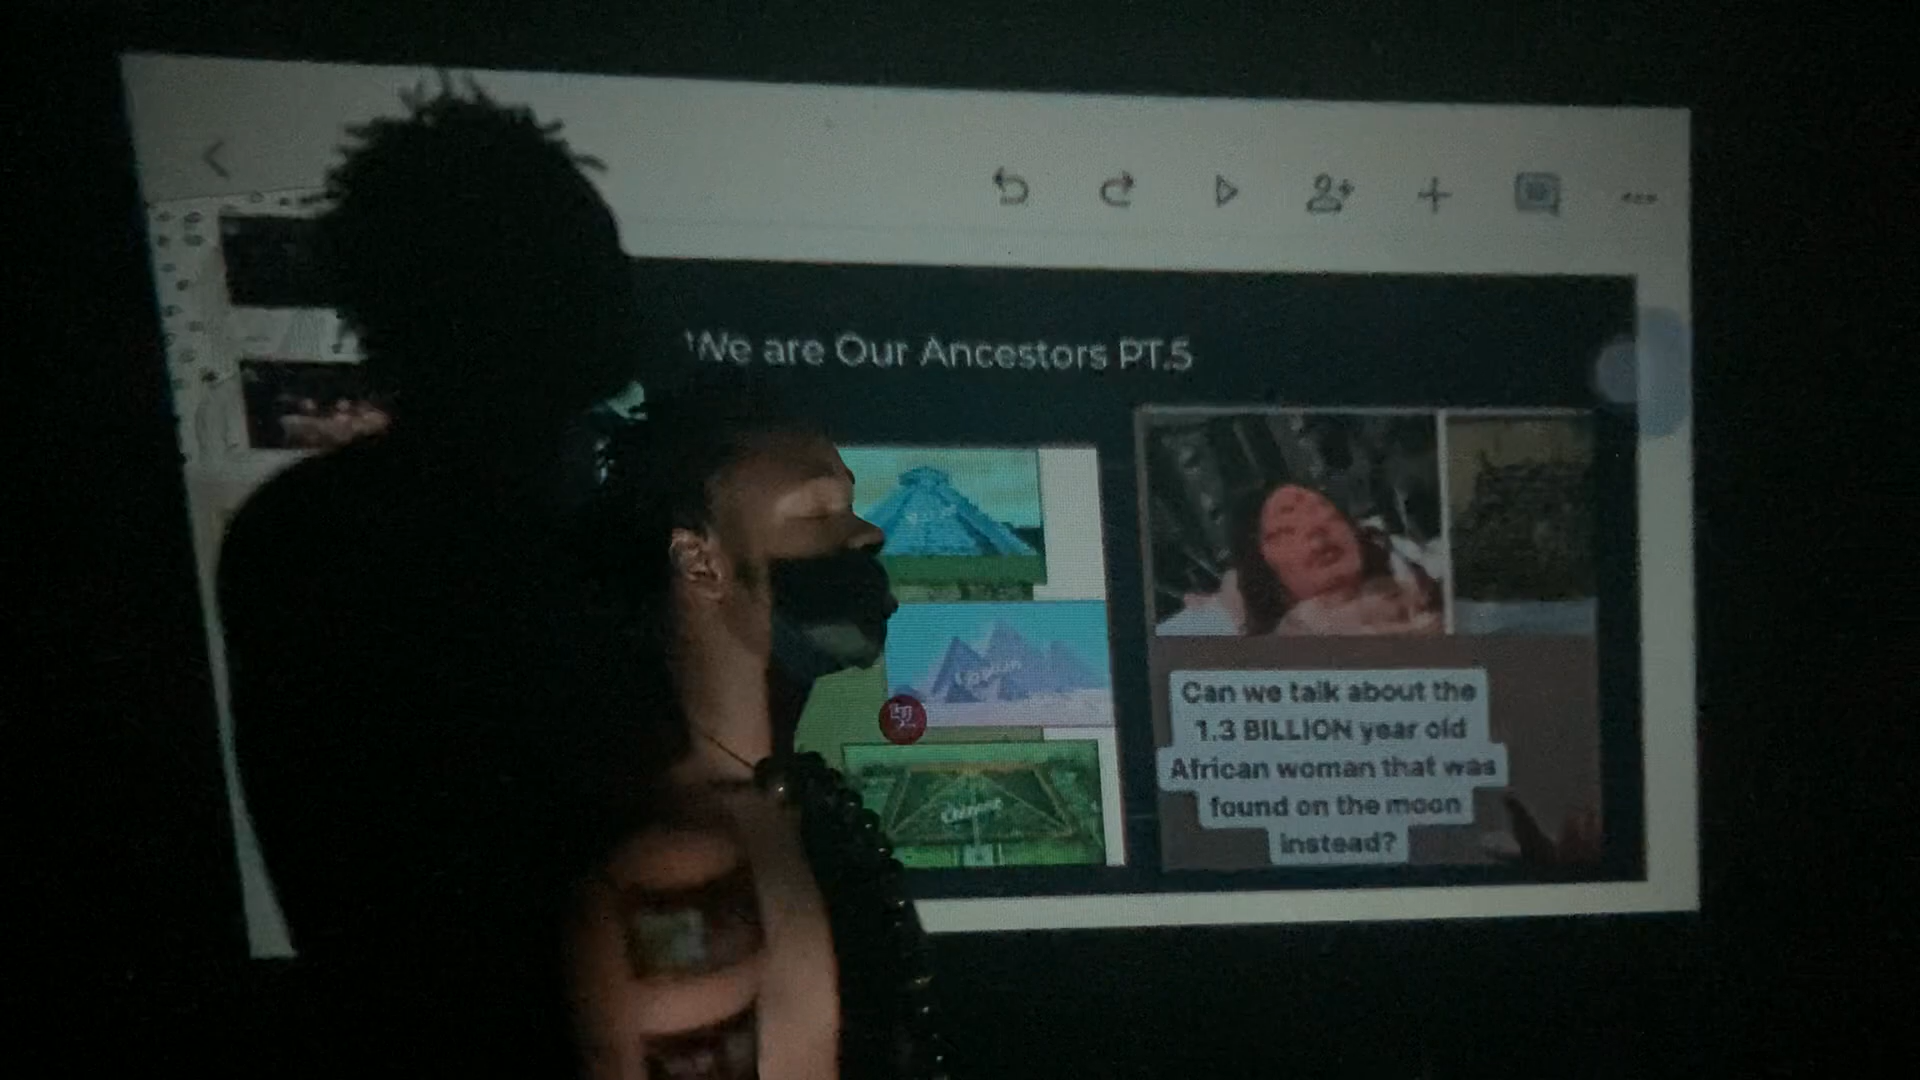 We are Our Ancestors PT.5
Can we talk about the
1.3 BILLION year old
African woman that was
found on the moon
instead?